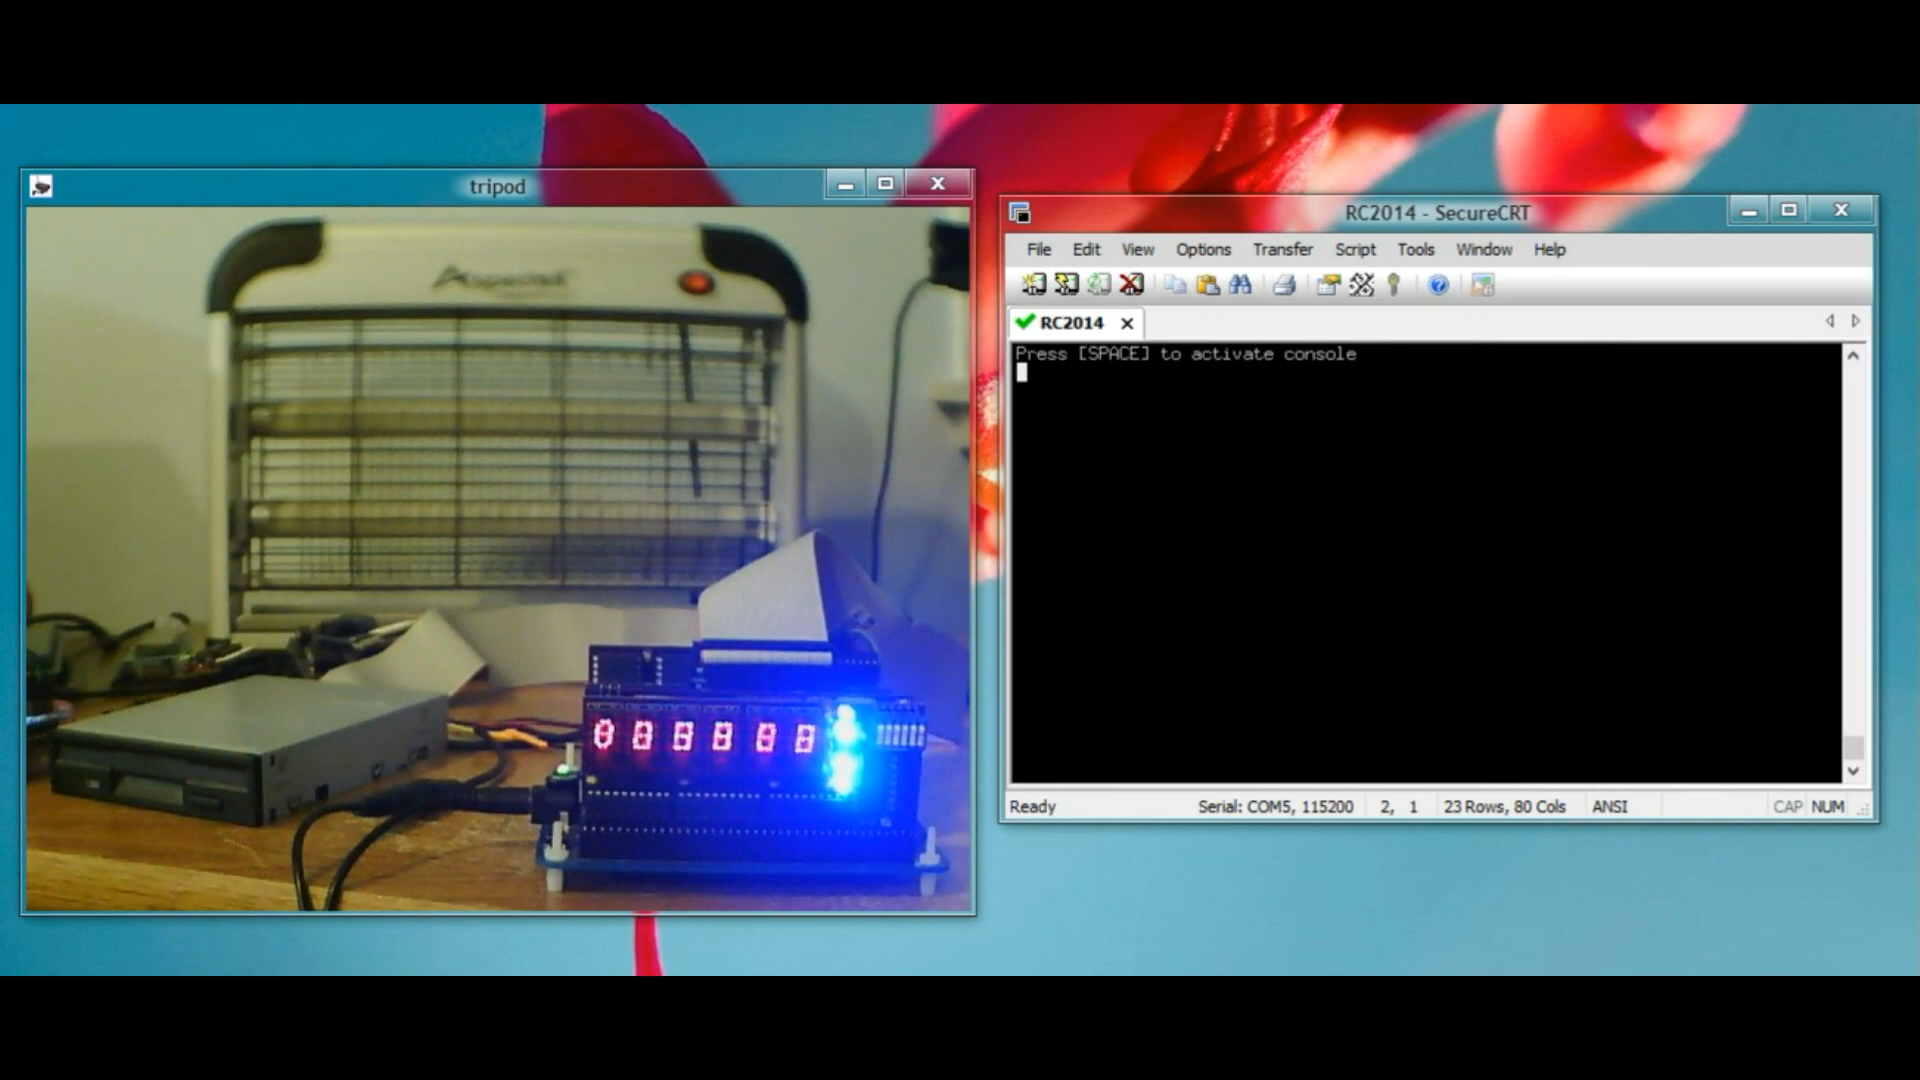 tripod
Aspectek
RC2014 - SecureCRT
File Edit View Options Transfer Script Tools Window Help
RC2014
Press [SPACE] to activate console
Ready Serial: COM5, 115200 2, 1 23 Rows, 80 Cols ANSI CAP NUM